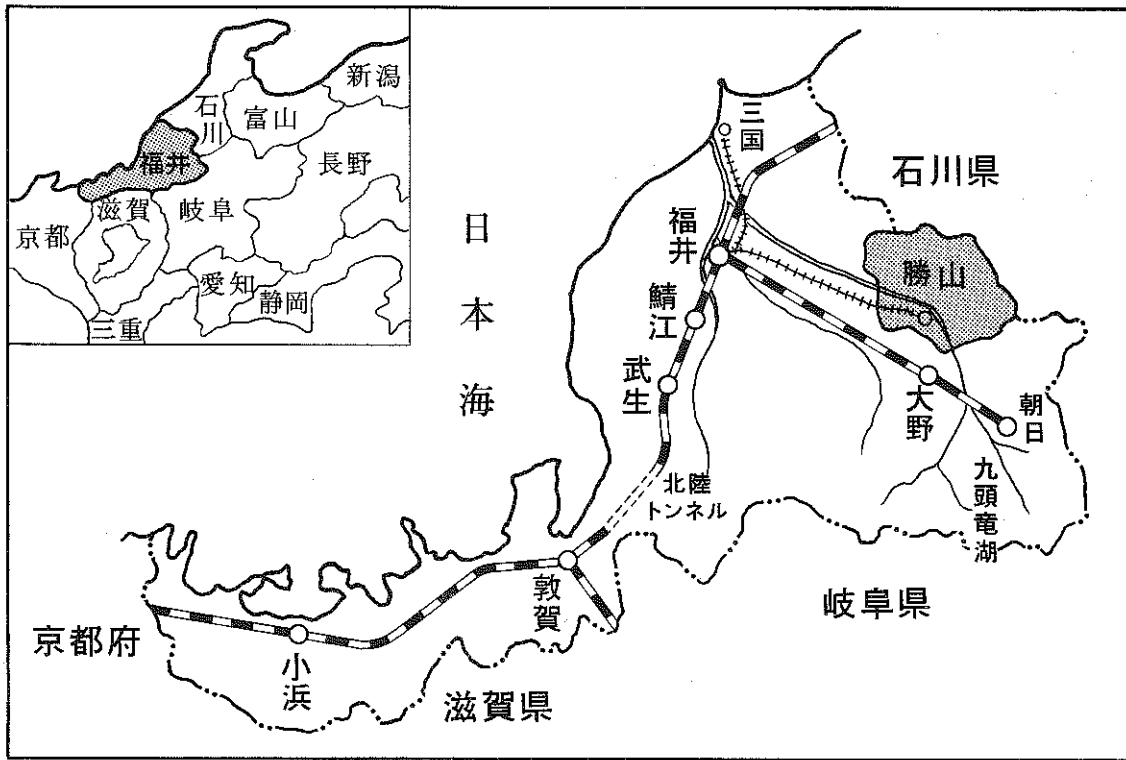 新潟
石川
富山
福井
長野
滋賀
岐阜
京都
愛知
静岡
三重
日本海
三国
石川県
福井
勝山
鯖江
武生
大野
朝日
北陸
トンネル
九頭竜湖
敦賀
岐阜県
京都府
小浜
滋賀県